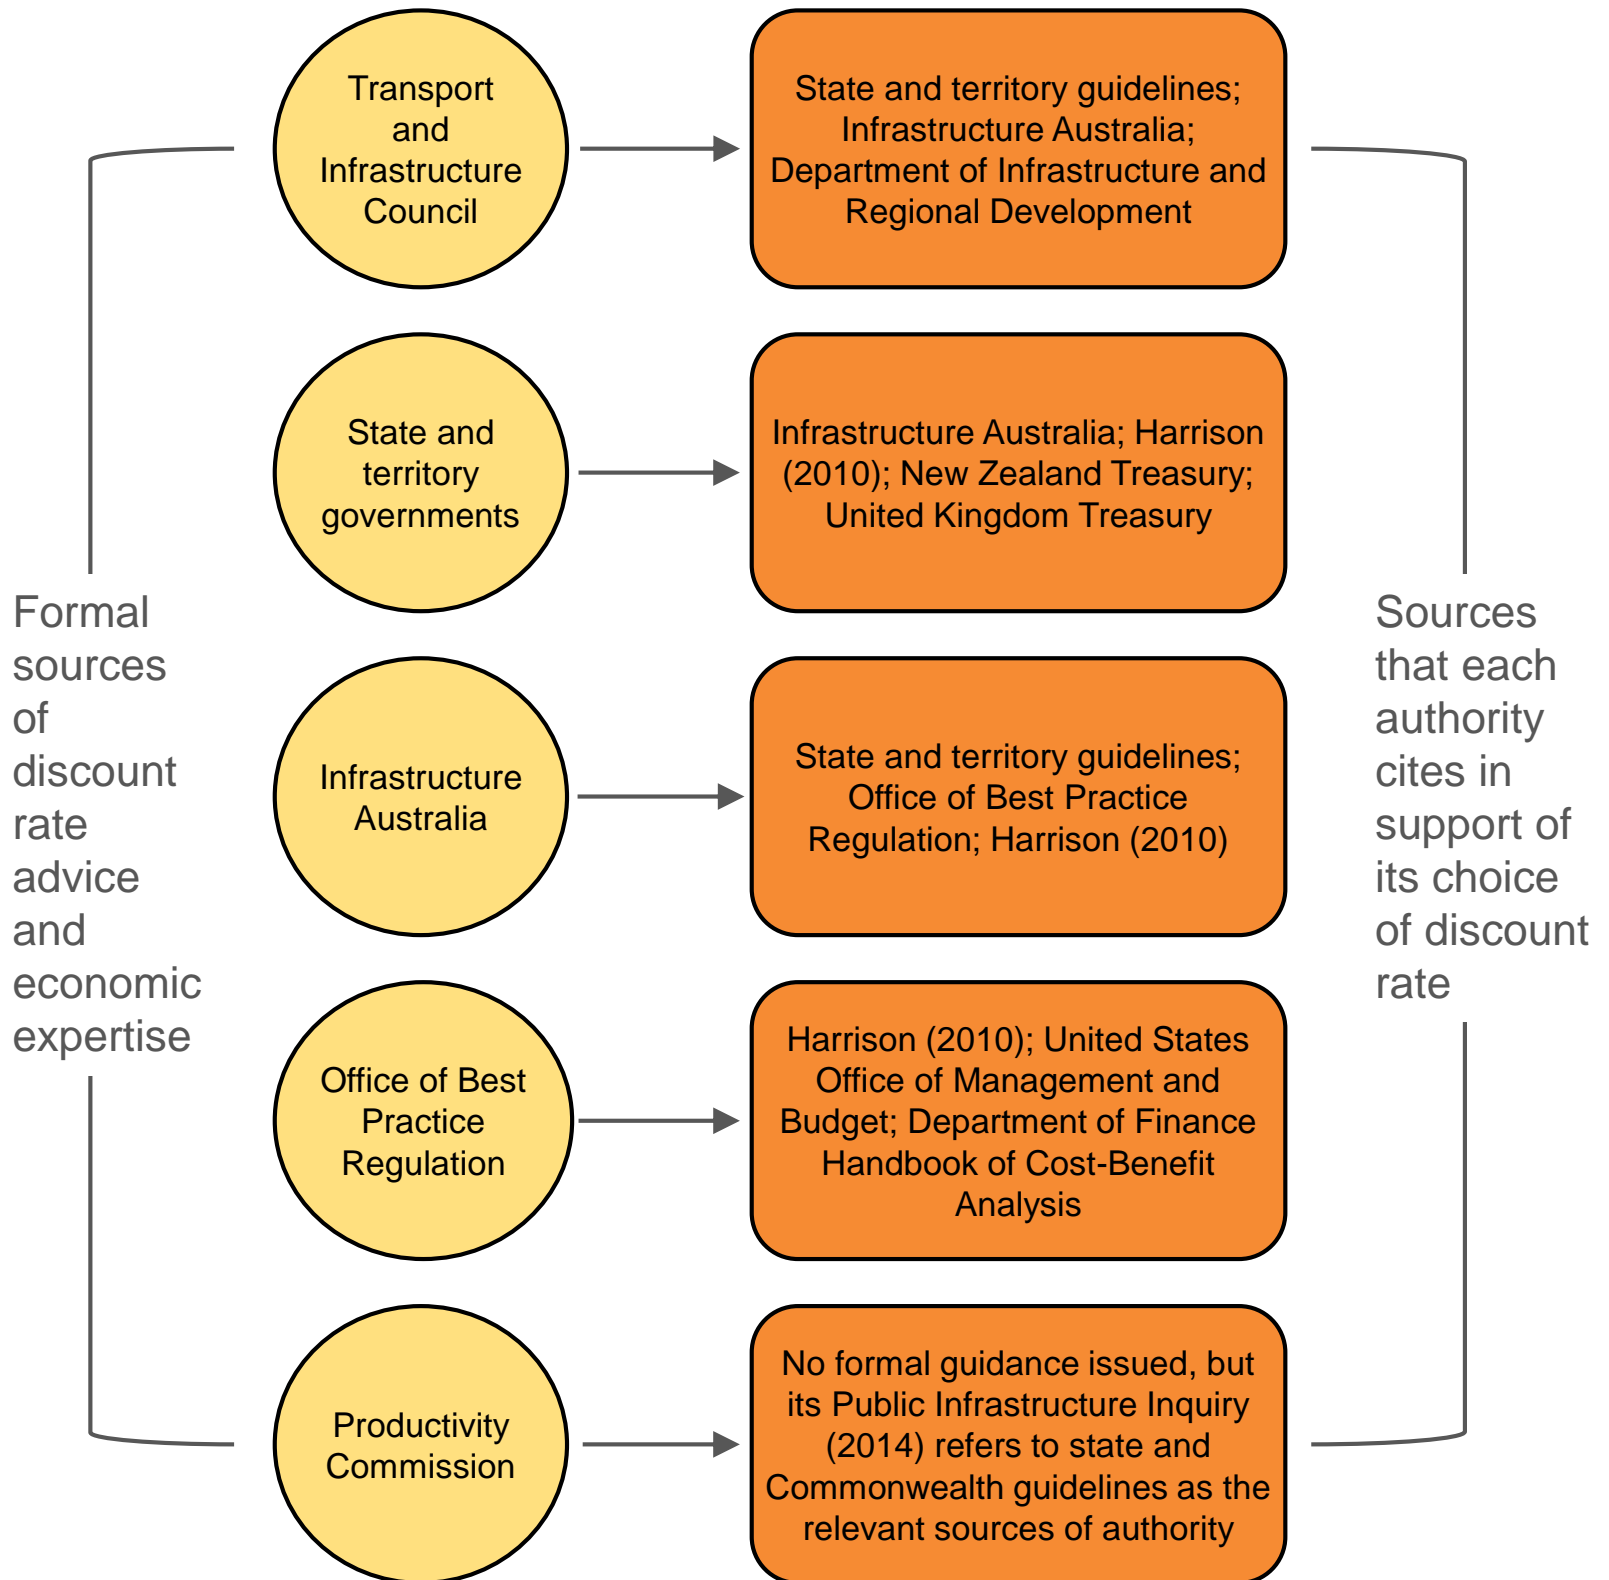 Formal
sources
of
discount
rate
advice
and
economic
expertise
Transport
and
Infrastructure
Council
State and territory guidelines;
Infrastructure Australia;
Department of Infrastructure and
Regional Development
State and
territory
governments
Infrastructure Australia; Harrison
(2010); New Zealand Treasury;
United Kingdom Treasury
Infrastructure
Australia
State and territory guidelines;
Office of Best Practice
Regulation; Harrison (2010)
Office of Best
Practice
Regulation
Harrison (2010); United States
Office of Management and
Budget; Department of Finance
Handbook of Cost-Benefit
Analysis
Productivity
Commission
No formal guidance issued, but
its Public Infrastructure Inquiry
(2014) refers to state and
Commonwealth guidelines as the
relevant sources of authority
Sources
that each
authority
cites in
support of
its choice
of discount
rate